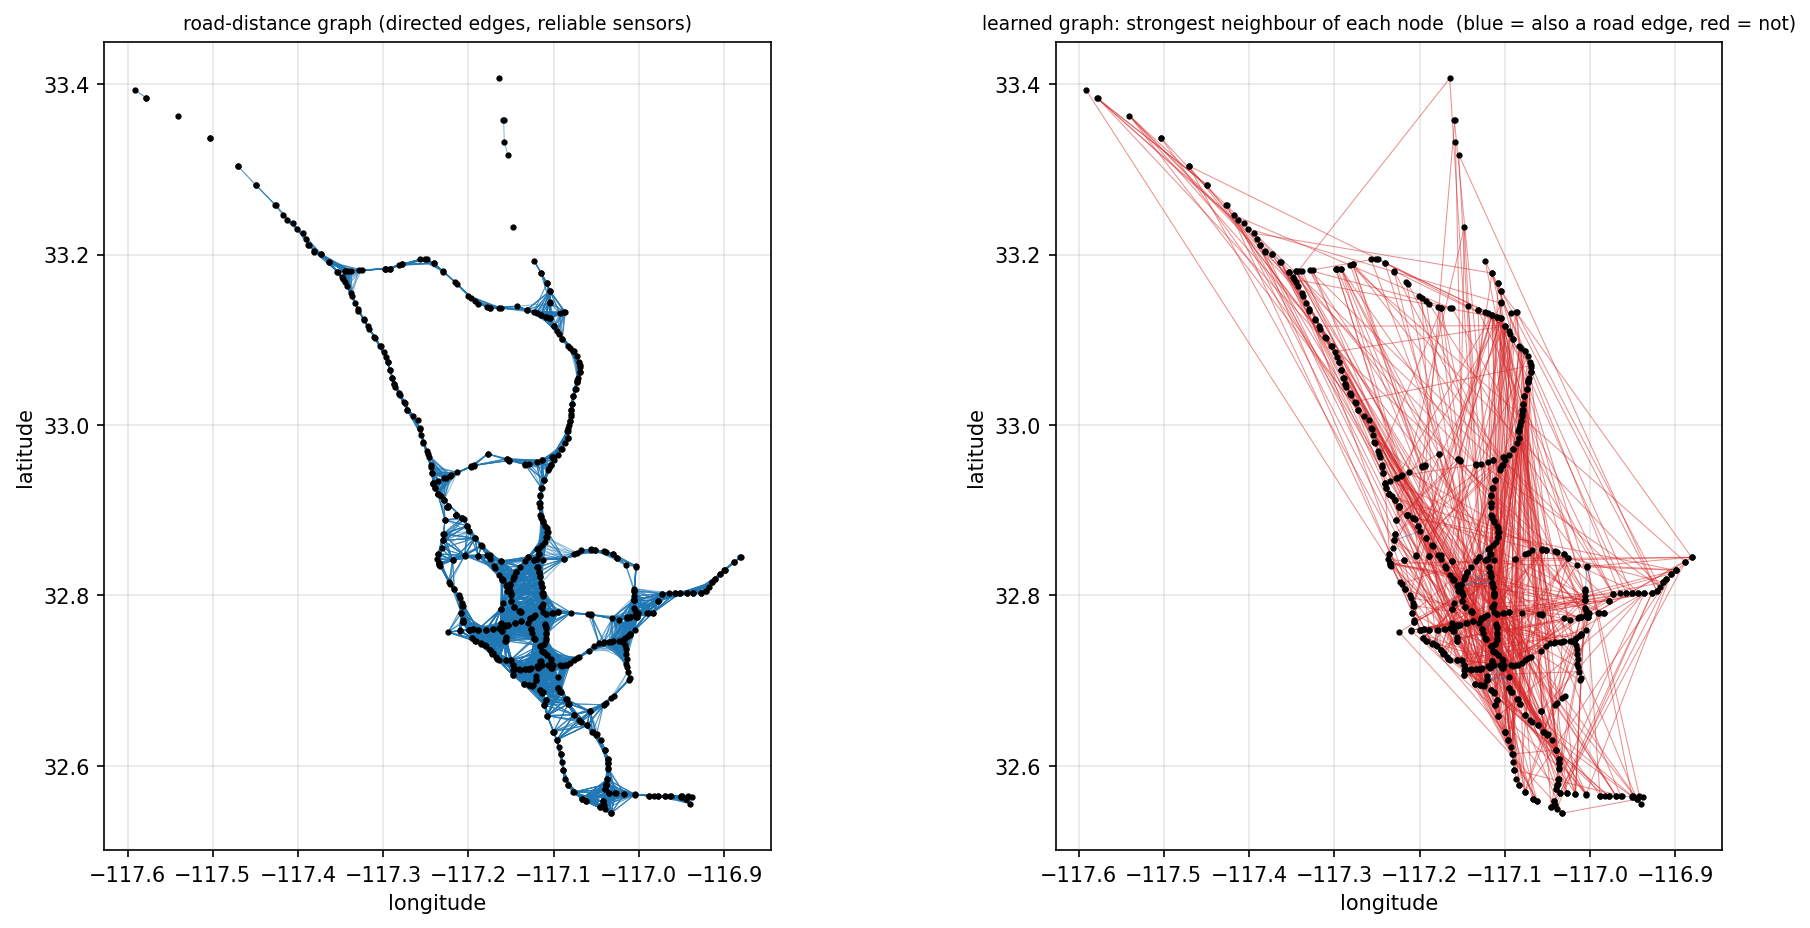 road-distance graph (directed edges, reliable sensors)
33.4
33.2
33.0
32.8
32.6
latitude
−117.6 −117.5 −117.4 −117.3 −117.2 −117.1 −117.0 −116.9
longitude
learned graph: strongest neighbour of each node  (blue = also a road edge, red = not)
33.4
33.2
33.0
32.8
32.6
latitude
−117.6 −117.5 −117.4 −117.3 −117.2 −117.1 −117.0 −116.9
longitude